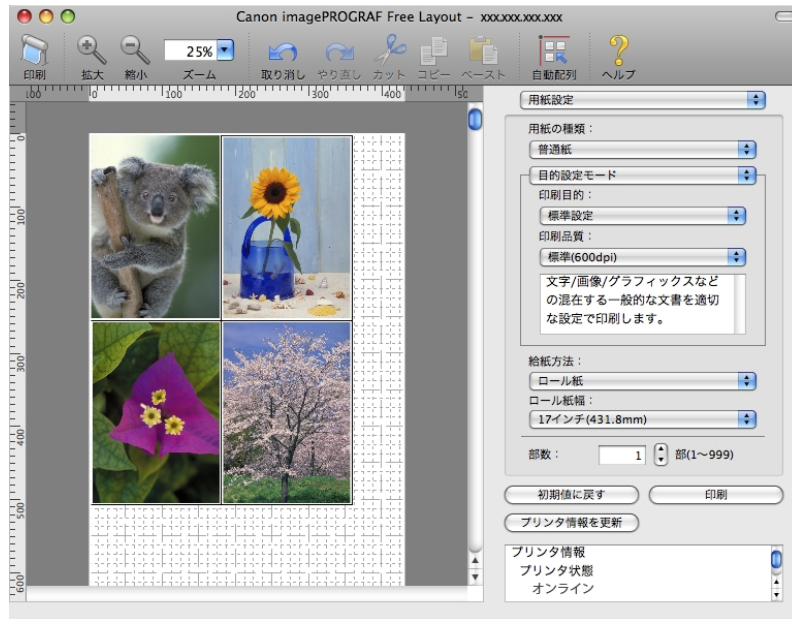 Canon imagePROGRAF Free Layout – xxx.xxx.xxx.xxx
25%
印刷 拡大 縮小 ズーム 取り消し やり直し カット コピー ペースト 自動配列 ヘルプ
100 0 100 200 300 400 50
0
100
200
300
400
500
600
用紙設定
用紙の種類：
普通紙
目的設定モード
印刷目的：
標準設定
印刷品質：
標準(600dpi)
文字/画像/グラフィックスなど
の混在する一般的な文書を適切
な設定で印刷します。
給紙方法：
ロール紙
ロール紙幅：
17インチ(431.8mm)
部数： 1 部(1〜999)
初期値に戻す 印刷
プリンタ情報を更新
プリンタ情報
プリンタ状態
オンライン